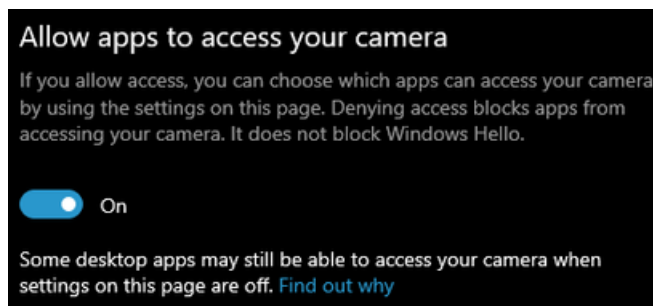 Allow apps to access your camera
If you allow access, you can choose which apps can access your camera
by using the settings on this page. Denying access blocks apps from
accessing your camera. It does not block Windows Hello.
On
Some desktop apps may still be able to access your camera when
settings on this page are off. Find out why